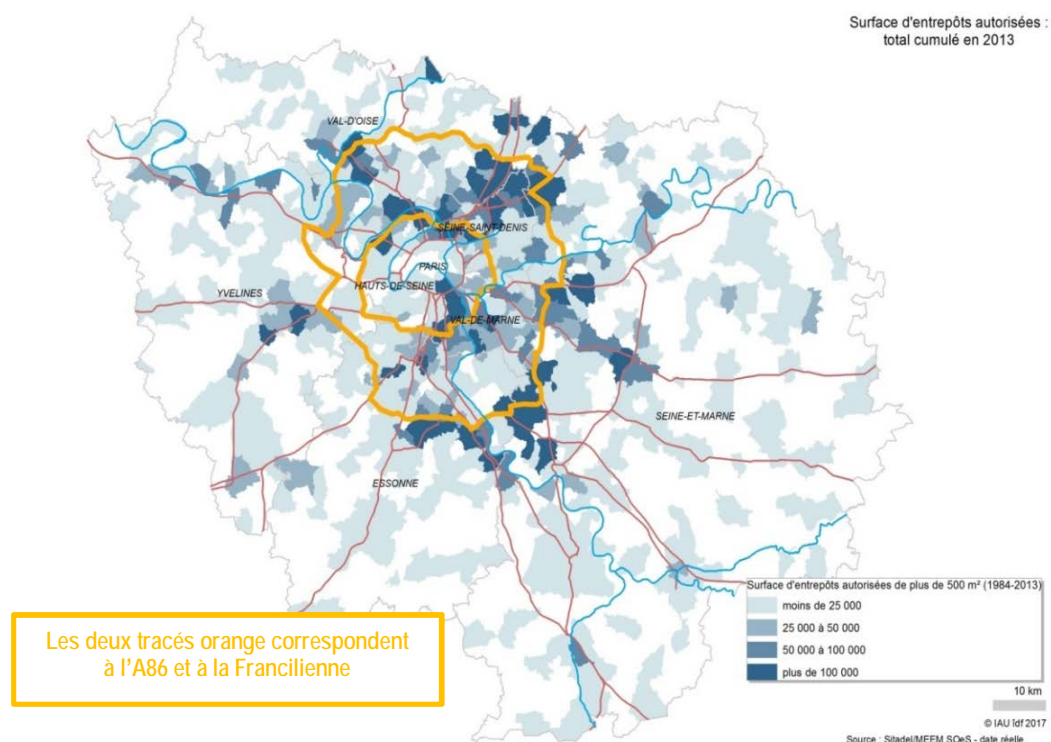 Surface d'entrepôts autorisées :
total cumulé en 2013
VAL-D'OISE
SEINE-SAINT-DENIS
PARIS
HAUTS-DE-SEINE
YVELINES
VAL-DE-MARNE
SEINE-ET-MARNE
ESSONNE
Surface d'entrepôts autorisées de plus de 500 m² (1984-2013)
moins de 25 000
25 000 à 50 000
50 000 à 100 000
plus de 100 000
Les deux tracés orange correspondent
à l'A86 et à la Francilienne
10 km
© IAU îdf 2017
Source : Sitadel/MEEM SOeS - date réelle